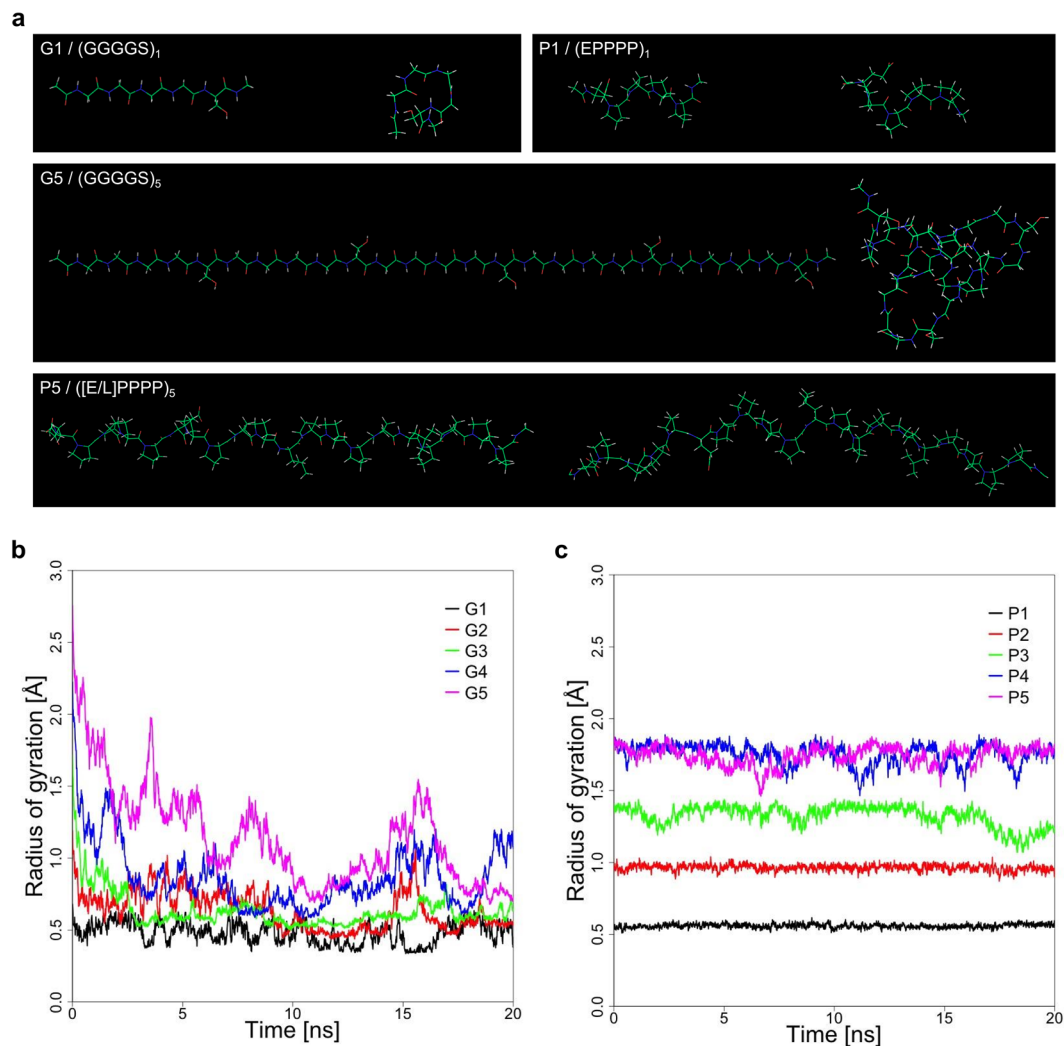 a
G1 / (GGGGS)1
P1 / (EPPPP)1
G5 / (GGGGS)5
P5 / ([E/L]PPPP)5
b
Radius of gyration [Å]
0.0 0.5 1.0 1.5 2.0 2.5 3.0
G1
G2
G3
G4
G5
0 5 10 15 20
Time [ns]
c
Radius of gyration [Å]
0.0 0.5 1.0 1.5 2.0 2.5 3.0
P1
P2
P3
P4
P5
0 5 10 15 20
Time [ns]